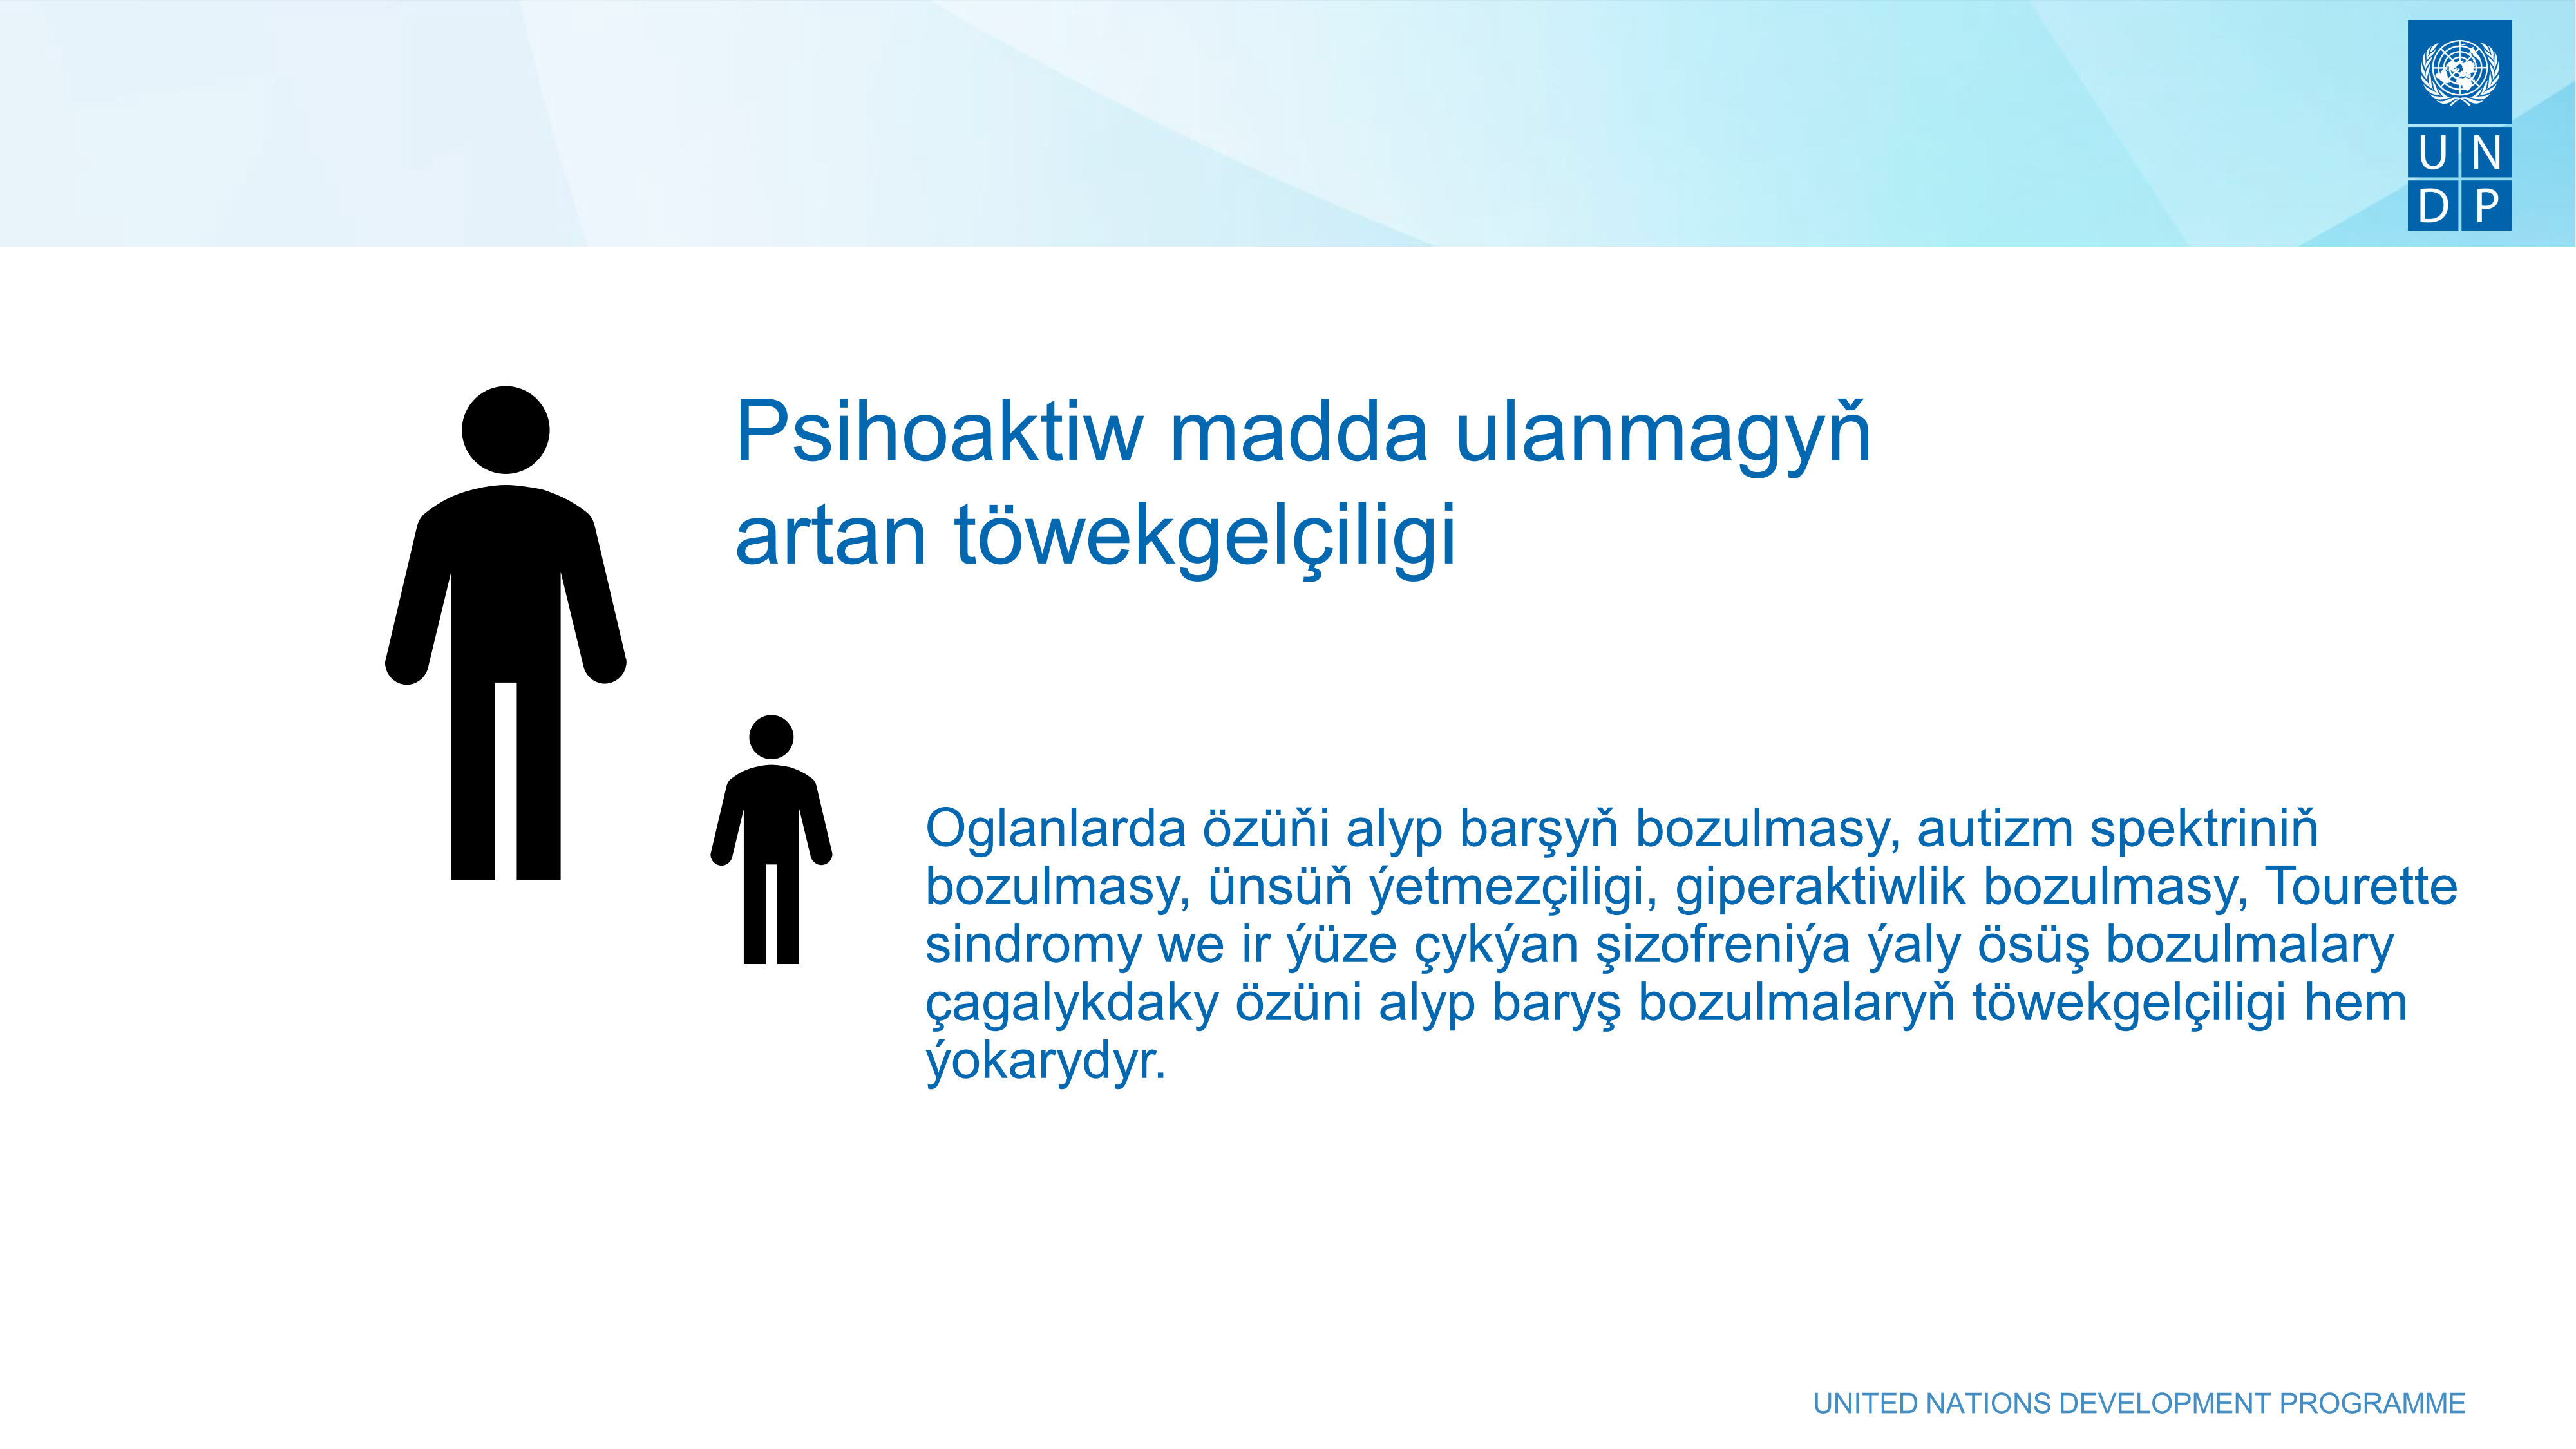 U N
D P
Psihoaktiw madda ulanmagyň
artan töwekgelçiligi
Oglanlarda özüňi alyp barşyň bozulmasy, autizm spektriniň
bozulmasy, ünsüň ýetmezçiligi, giperaktiwlik bozulmasy, Tourette
sindromy we ir ýüze çykýan şizofreniýa ýaly ösüş bozulmalary
çagalykdaky özüni alyp baryş bozulmalaryň töwekgelçiligi hem
ýokarydyr.
UNITED NATIONS DEVELOPMENT PROGRAMME